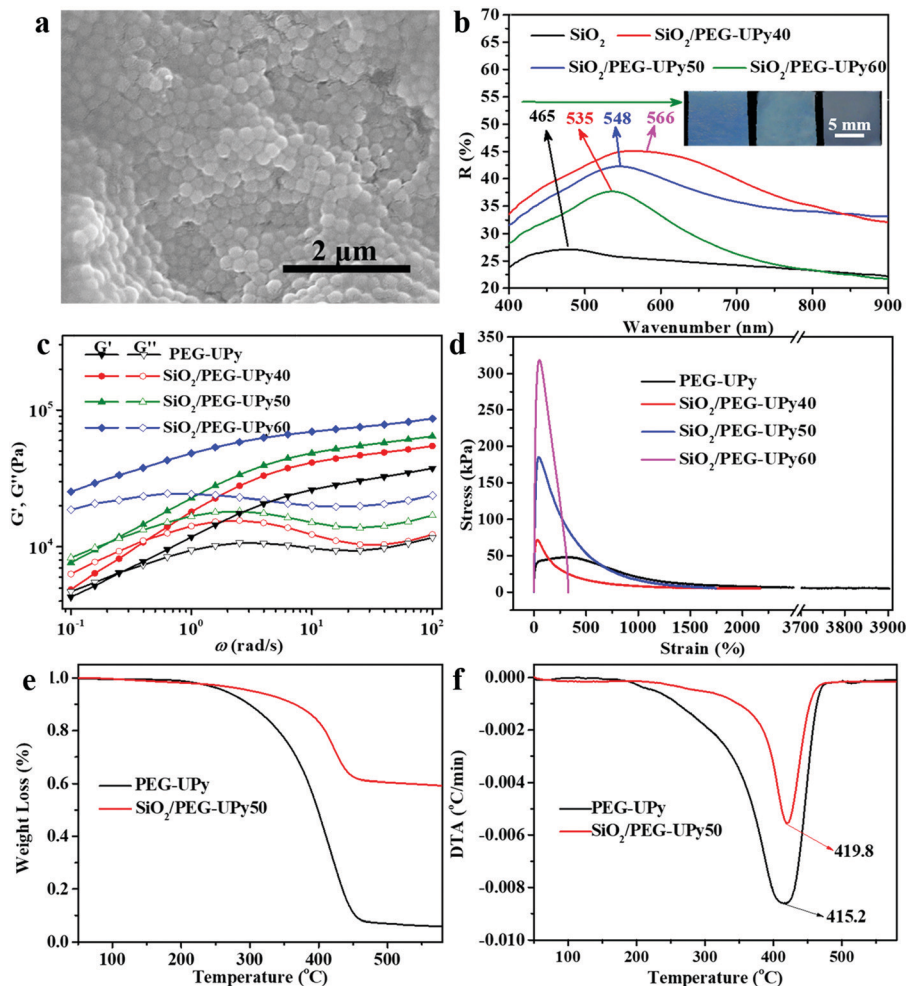 a
2 μm
b
R (%)
70
65
60
55
50
45
40
35
30
25
20
SiO2 SiO2/PEG-UPy40
SiO2/PEG-UPy50 SiO2/PEG-UPy60
465 535 548 566
5 mm
400 500 600 700 800 900
Wavenumber (nm)
c
G', G''(Pa)
10^5
10^4
G' G''
PEG-UPy
SiO2/PEG-UPy40
SiO2/PEG-UPy50
SiO2/PEG-UPy60
10^-1 10^0 10^1 10^2
ω (rad/s)
d
Stress (kPa)
350
300
250
200
150
100
50
0
PEG-UPy
SiO2/PEG-UPy40
SiO2/PEG-UPy50
SiO2/PEG-UPy60
0 500 1000 1500 2000 3700 3900
Strain (%)
e
Weight Loss (%)
1.0
0.8
0.6
0.4
0.2
0.0
PEG-UPy
SiO2/PEG-UPy50
100 200 300 400 500
Temperature (°C)
f
DTA (°C/min)
0.000
-0.002
-0.004
-0.006
-0.008
-0.010
PEG-UPy
SiO2/PEG-UPy50
419.8
415.2
100 200 300 400 500
Temperature (°C)